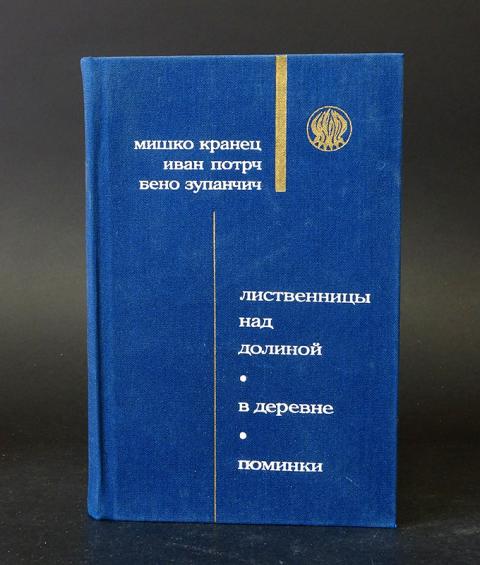 мишко кранец
иван потрч
бено зупанчич
лиственницы
над
долиной
•
в деревне
•
поминки